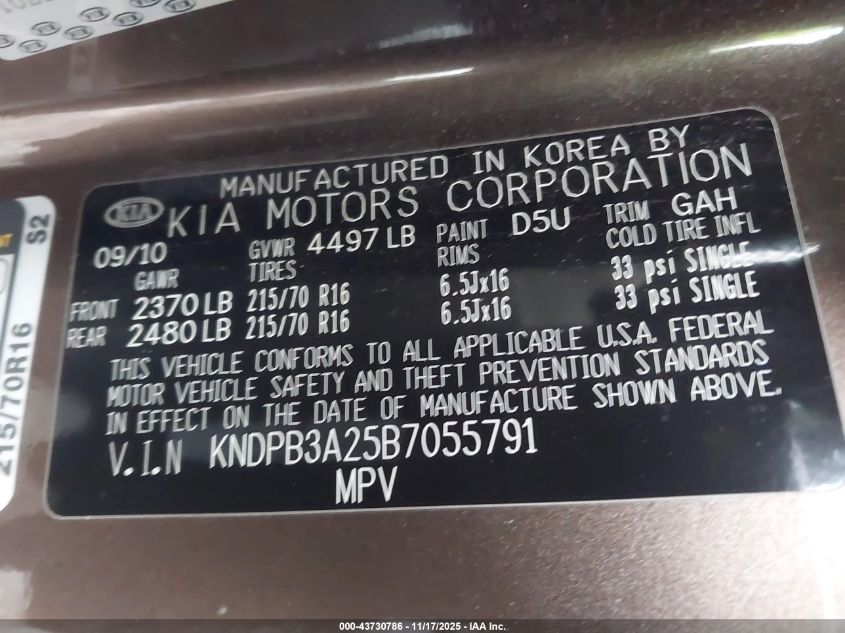 MANUFACTURED IN KOREA BY
KIA KIA MOTORS CORPORATION
09/10 GVWR 4497 LB PAINT D5U TRIM GAH
GAWR TIRES RIMS COLD TIRE INFL
FRONT 2370 LB 215/70 R16 6.5Jx16 33 psi SINGLE
REAR 2480 LB 215/70 R16 6.5Jx16 33 psi SINGLE
THIS VEHICLE CONFORMS TO ALL APPLICABLE U.S.A. FEDERAL
MOTOR VEHICLE SAFETY AND THEFT PREVENTION STANDARDS
IN EFFECT ON THE DATE OF MANUFACTURE SHOWN ABOVE.
V.I.N KNDPB3A25B7055791
MPV
215/70R16 S2
000-43730786 - 11/17/2025 - IAA Inc.